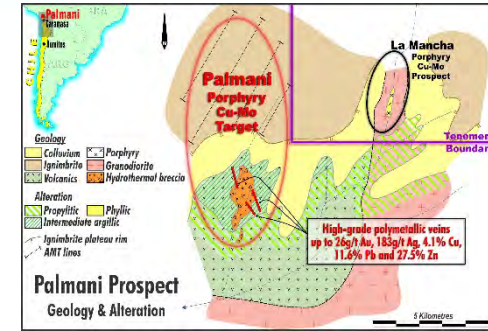 Palmani
CHILE
La Mancha
Porphyry
Cu-Mo
Prospect
Palmani
Porphyry
Cu-Mo
Target
Tenement
Boundary
Geology
Colluvium
Porphyry
Ignimbrite
Granodiorite
Volcanics
Hydrothermal breccia
Alteration
Propylitic
Phyllic
Intermediate argillic
Ignimbrite plateau rim
AMT lines
High-grade polymetallic veins
up to 26g/t Au, 183g/t Ag, 4.1% Cu,
11.6% Pb and 27.5% Zn
Palmani Prospect
Geology & Alteration
5 Kilometres